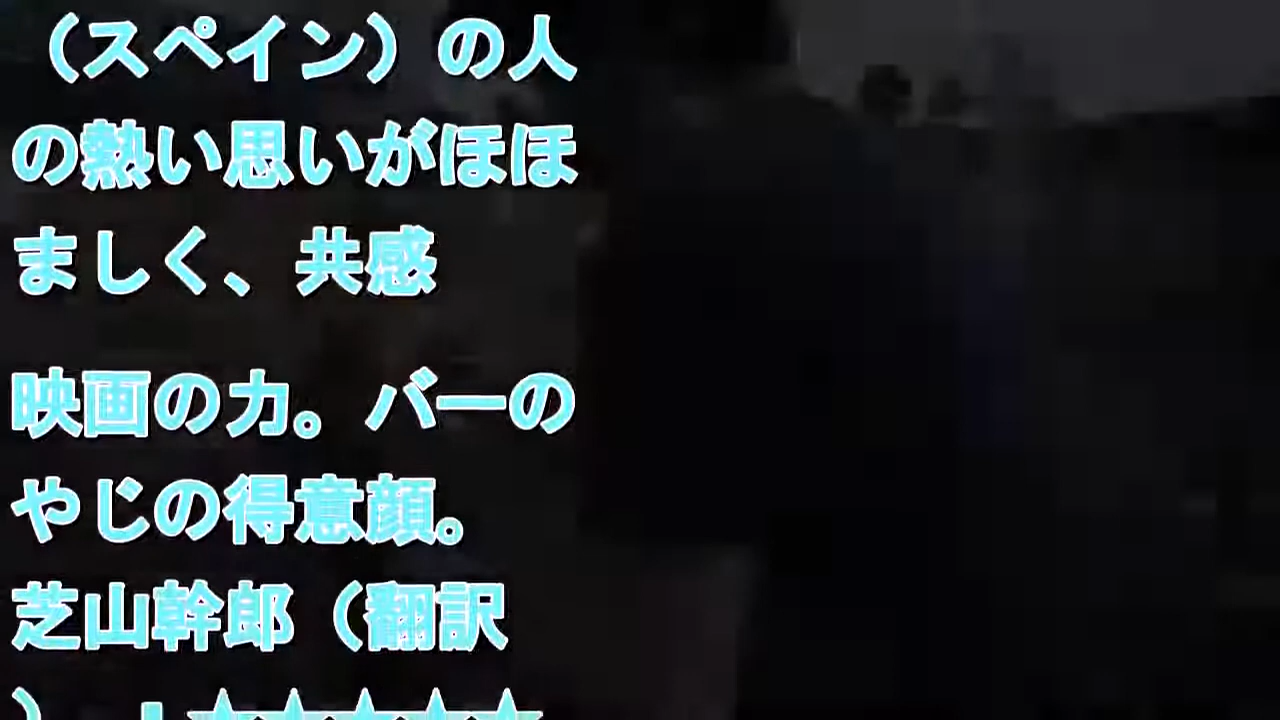 （スペイン）の人
の熱い思いがほほ
ましく、共感
映画の力。バーの
やじの得意顔。
芝山幹郎（翻訳
★★★★★